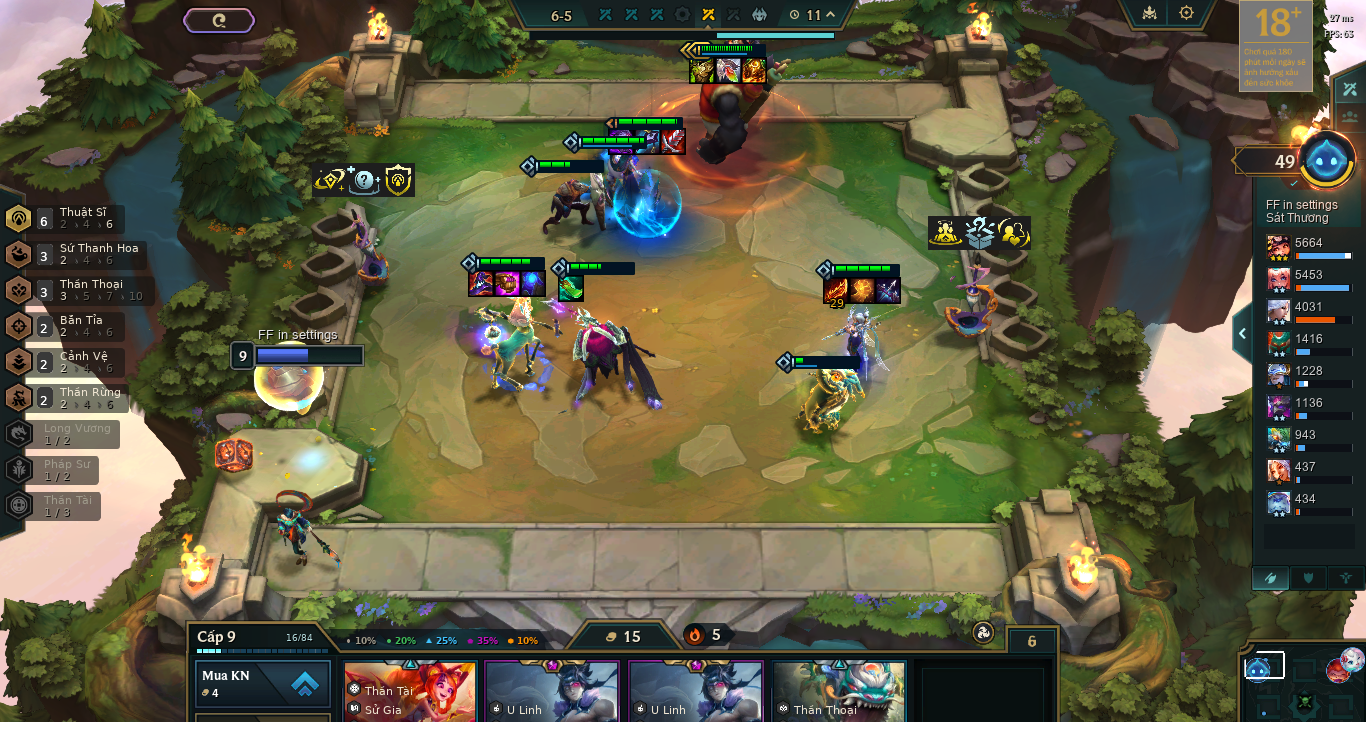 6-5
11
18+
Chơi quá 180
phút mỗi ngày sẽ
ảnh hưởng xấu
đến sức khỏe
27 ms
FPS: 63
49
FF in settings
Sát Thương
5664
5453
4031
1416
1228
1136
943
437
434
6
Thuật Sĩ
2 4 6
3
Sứ Thanh Hoa
2 4 6
3
Thần Thoại
3 5 7 10
2
Bắn Tỉa
2 4 6
2
Cảnh Vệ
2 4 6
2
Thần Rừng
2 4 6
Long Vương
1 / 2
Pháp Sư
1 / 2
Thần Tài
1 / 3
FF in settings
9
-29
Cấp 9
16/84
10%
20%
25%
35%
10%
15
5
6
Mua KN
4
Thần Tài
Sử Gia
U Linh
U Linh
Thần Thoại